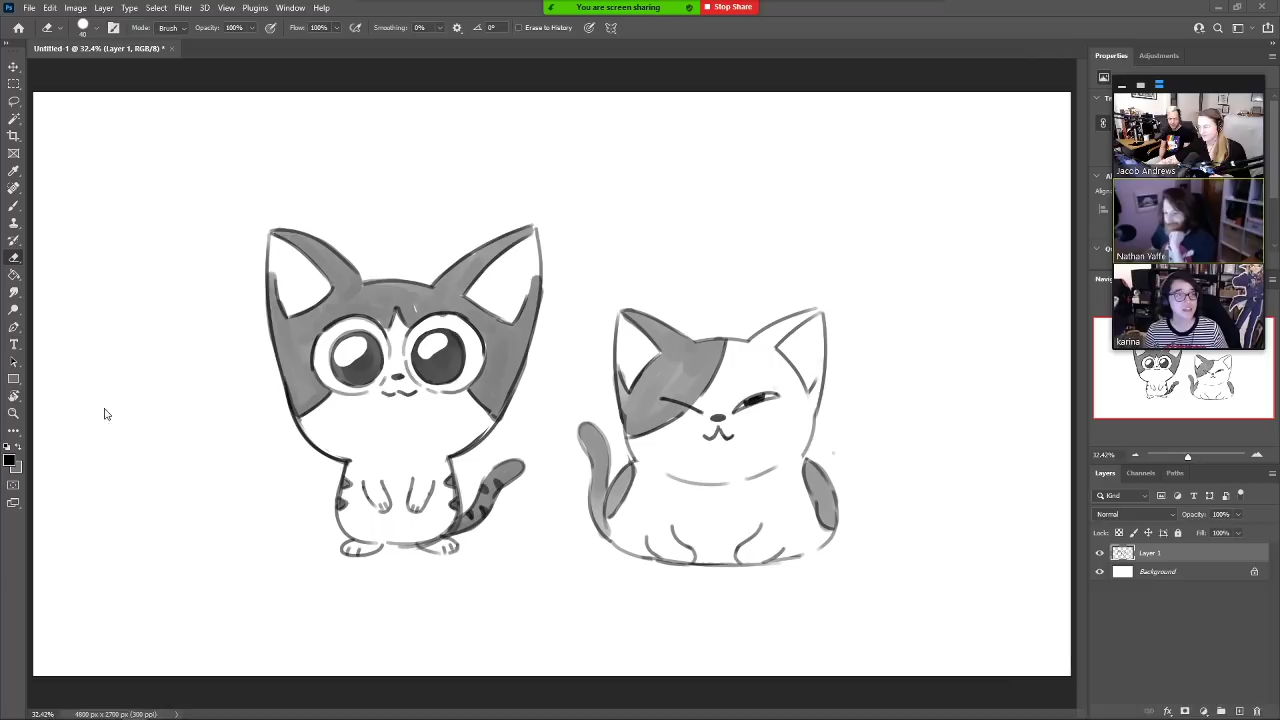 Ps File Edit Image Layer Type Select Filter 3D View Plugins Window Help
You are screen sharing Stop Share
40 Mode: Brush Opacity: 100% Flow: 100% Smoothing: 0% 0° Erase to History
Untitled-1 @ 32.4% (Layer 1, RGB/8) * ×
Properties Adjustments
Jacob Andrews
Nathan Yaffe
karina
32.42%
Layers Channels Paths
Kind
Normal Opacity: 100%
Lock: Fill: 100%
Layer 1
Background
32.42% 4800 px x 2700 px (300 ppi)